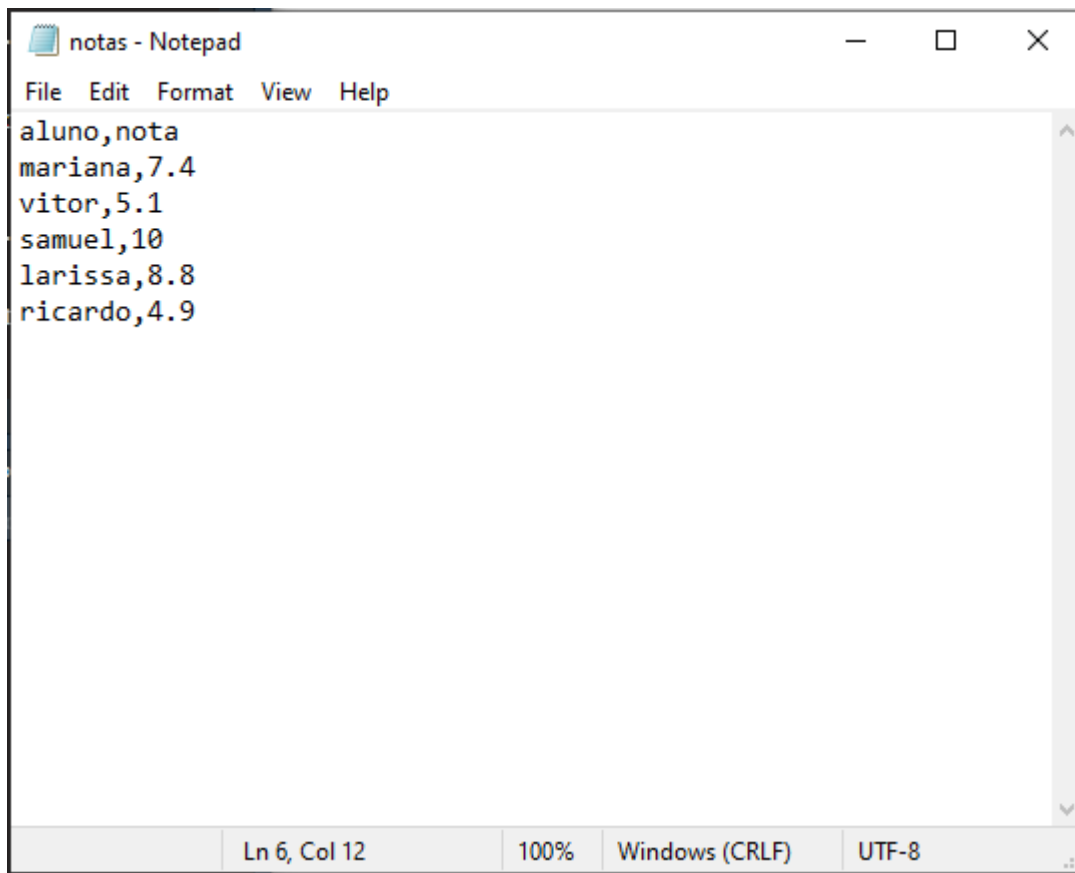 notas - Notepad
File Edit Format View Help
aluno,nota
mariana,7.4
vitor,5.1
samuel,10
larissa,8.8
ricardo,4.9
Ln 6, Col 12 100% Windows (CRLF) UTF-8